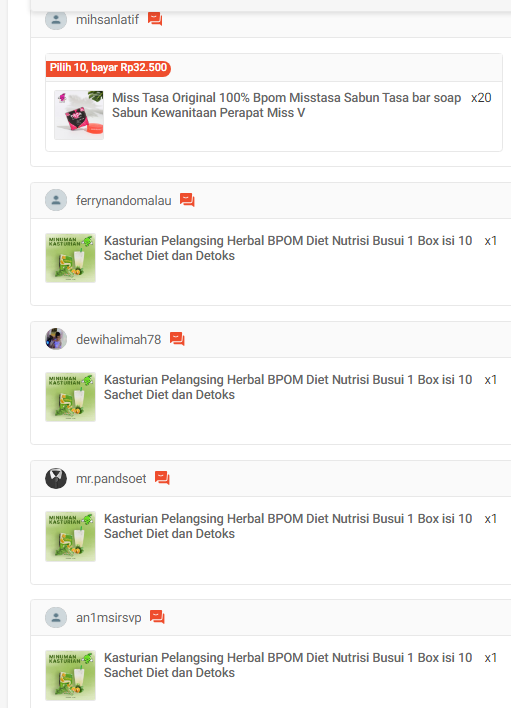 mihsanlatif
Pilih 10, bayar Rp32.500
Miss Tasa Original 100% Bpom Misstasa Sabun Tasa bar soap x20
Sabun Kewanitaan Perapat Miss V
ferrynandomalau
MINUMAN
KASTURIAN
Kasturian Pelangsing Herbal BPOM Diet Nutrisi Busui 1 Box isi 10 x1
Sachet Diet dan Detoks
dewihalimah78
MINUMAN
KASTURIAN
Kasturian Pelangsing Herbal BPOM Diet Nutrisi Busui 1 Box isi 10 x1
Sachet Diet dan Detoks
mr.pandsoet
MINUMAN
KASTURIAN
Kasturian Pelangsing Herbal BPOM Diet Nutrisi Busui 1 Box isi 10 x1
Sachet Diet dan Detoks
an1msirsvp
MINUMAN
KASTURIAN
Kasturian Pelangsing Herbal BPOM Diet Nutrisi Busui 1 Box isi 10 x1
Sachet Diet dan Detoks